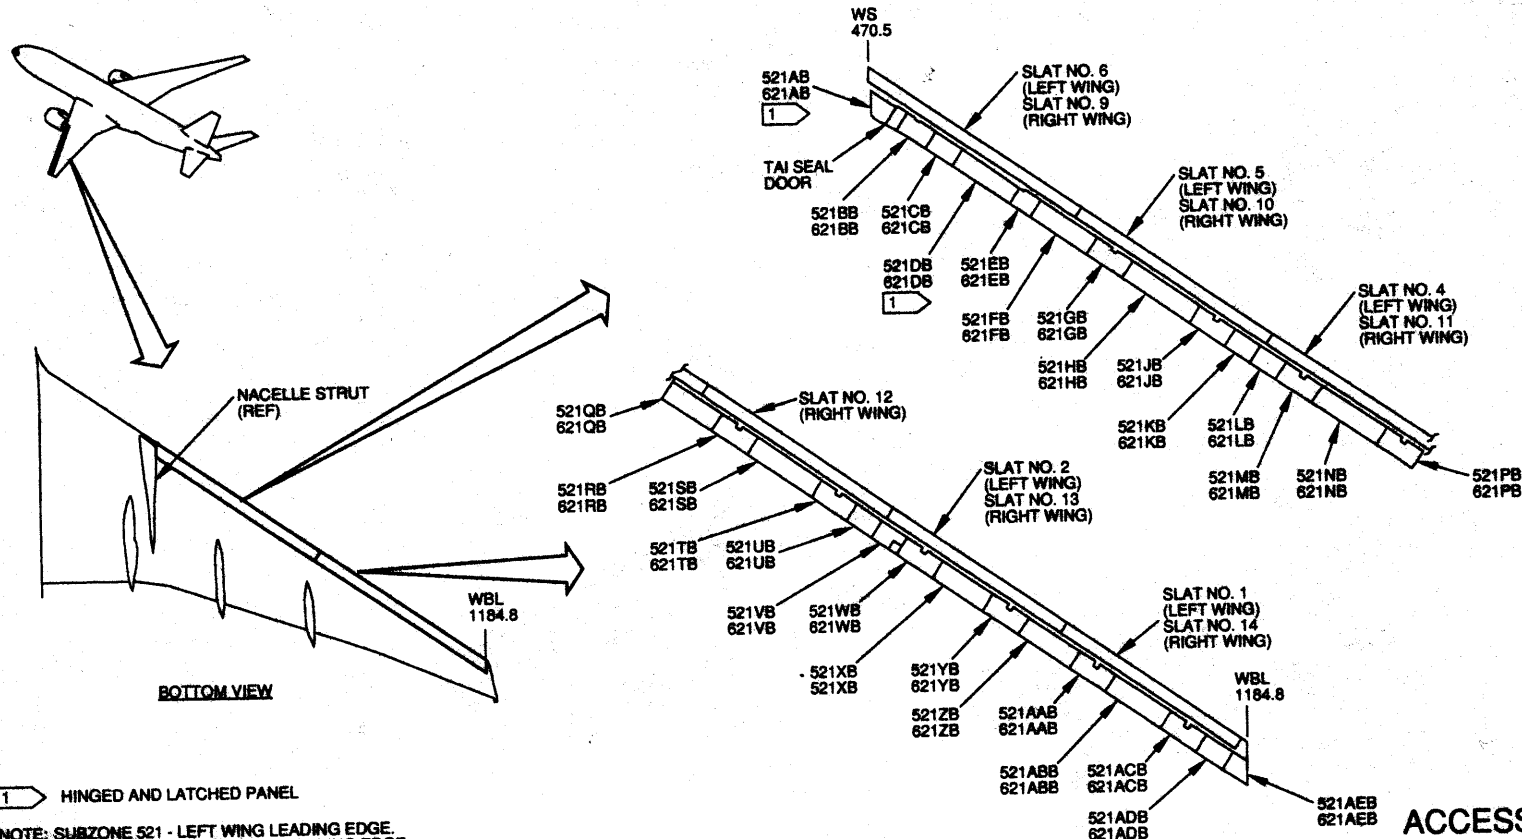 WS
470.5
521AB
621AB
1
TAI SEAL
DOOR
SLAT NO. 6
(LEFT WING)
SLAT NO. 9
(RIGHT WING)
521BB
621BB
521CB
621CB
SLAT NO. 5
(LEFT WING)
SLAT NO. 10
(RIGHT WING)
521DB
621DB
1
521EB
621EB
521FB
621FB
521GB
621GB
SLAT NO. 4
(LEFT WING)
SLAT NO. 11
(RIGHT WING)
521HB
621HB
521JB
621JB
521KB
621KB
521LB
621LB
521MB
621MB
521NB
621NB
521PB
621PB
NACELLE STRUT
(REF)
WBL
1184.8
BOTTOM VIEW
521QB
621QB
SLAT NO. 12
(RIGHT WING)
521RB
621RB
521SB
621SB
SLAT NO. 2
(LEFT WING)
SLAT NO. 13
(RIGHT WING)
521TB
621TB
521UB
621UB
521VB
621VB
521WB
621WB
SLAT NO. 1
(LEFT WING)
SLAT NO. 14
(RIGHT WING)
521XB
521XB
521YB
621YB
WBL
1184.8
521ZB
621ZB
521AAB
621AAB
521ABB
621ABB
521ACB
621ACB
521ADB
621ADB
521AEB
621AEB
1 HINGED AND LATCHED PANEL
NOTE: SUBZONE 521 - LEFT WING LEADING EDGE.
ACCESS